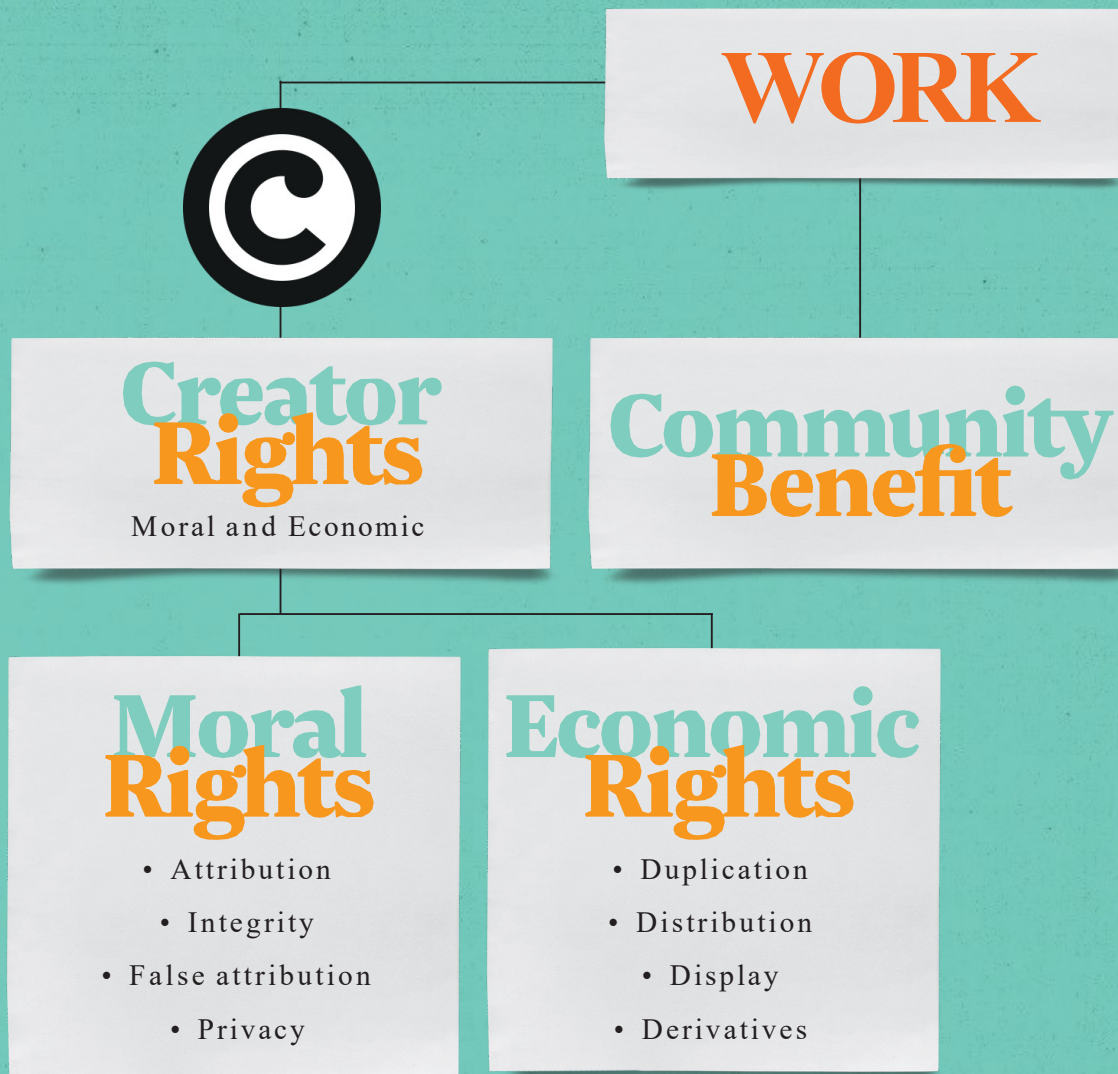 WORK
©
Creator
Rights
Moral and Economic
Community
Benefit
Moral
Rights
• Attribution
• Integrity
• False attribution
• Privacy
Economic
Rights
• Duplication
• Distribution
• Display
• Derivatives